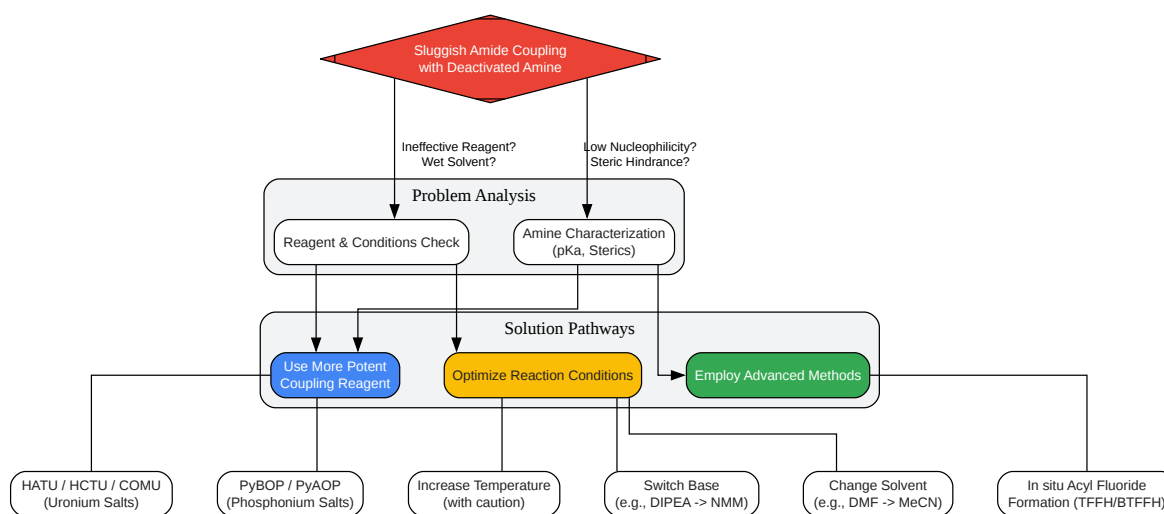 Sluggish Amide Coupling
with Deactivated Amine
Ineffective Reagent?
Wet Solvent?
Low Nucleophilicity?
Steric Hindrance?
Problem Analysis
Reagent & Conditions Check
Amine Characterization
(pKa, Sterics)
Solution Pathways
Use More Potent
Coupling Reagent
Optimize Reaction Conditions
Employ Advanced Methods
HATU / HCTU / COMU
(Uronium Salts)
PyBOP / PyAOP
(Phosphonium Salts)
Increase Temperature
(with caution)
Switch Base
(e.g., DIPEA -> NMM)
Change Solvent
(e.g., DMF -> MeCN)
In situ Acyl Fluoride
Formation (TFFH/BTFFH)